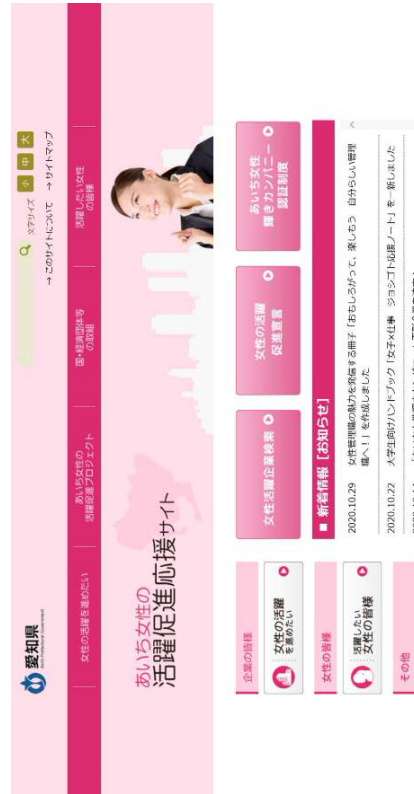 愛知県
文字サイズ 小 中 大
→このサイトについて →サイトマップ
女性の活躍を進めたい
あいち女性の
活躍促進プロジェクト
国・経済団体等
の取組
活躍したい女性
の皆様
あいち女性の
活躍促進応援サイト
企業の皆様
女性の活躍
を進めたい
女性の皆様
活躍したい
女性の皆様
その他
女性活躍企業検索
女性の活躍
促進宣言
あいち女性
輝きカンパニー
認証制度
■ 新着情報［お知らせ］
2020.10.29 女性管理職の魅力を発信する冊子「おもしろがって、楽しもう 自分らしい管理
職へ！」を作成しました
2020.10.22 大学生向けハンドブック「女子×仕事 ジョシゴト応援ノート」を一新しました